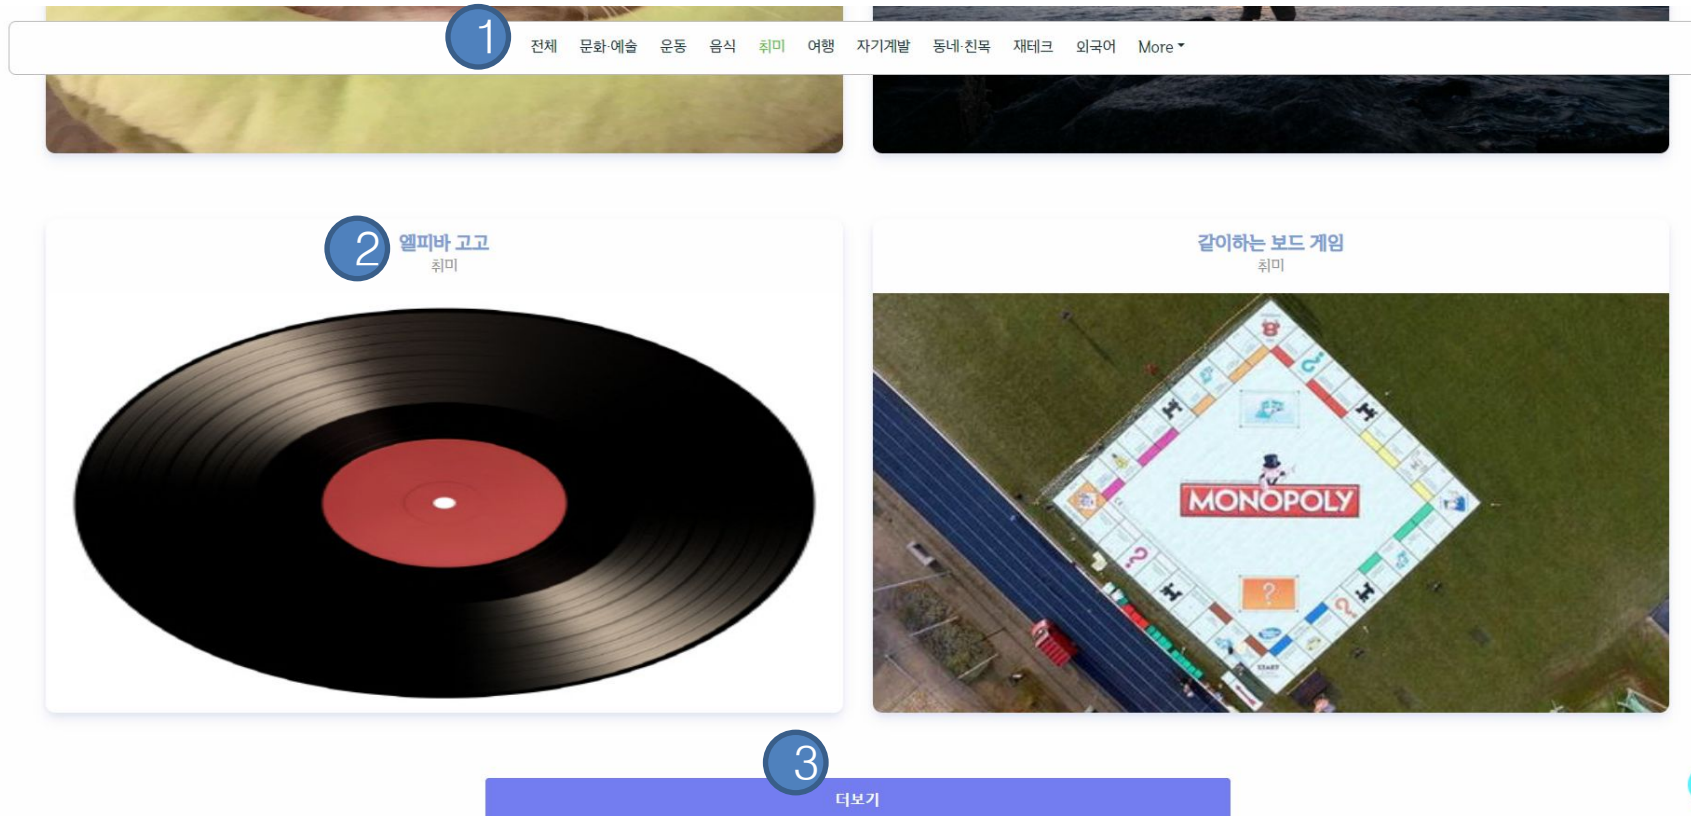 1 전체 문화·예술 운동 음식 취미 여행 자기계발 동네·친목 재테크 외국어 More
2 엘피바 고고
취미
같이하는 보드 게임
취미
MONOPOLY
START
3
더보기